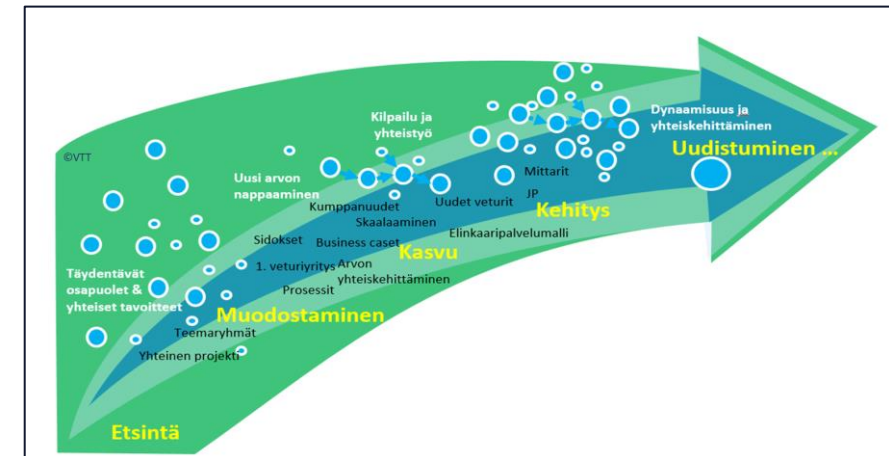 ©VTT
Täydentävät
osapuolet &
yhteiset tavoitteet
Etsintä
Yhteinen projekti
Teemaryhmät
Muodostaminen
Uusi arvon
nappaaminen
Sidokset
1. veturiyritys
Prosessit
Kumppanuudet
Skaalaaminen
Business caset
Kasvu
Arvon
yhteiskehittäminen
Kilpailu ja
yhteistyö
Uudet veturit
Mittarit
JP
Kehitys
Elinkaaripalvelumalli
Dynaamisuus ja
yhteiskehittäminen
Uudistuminen ...